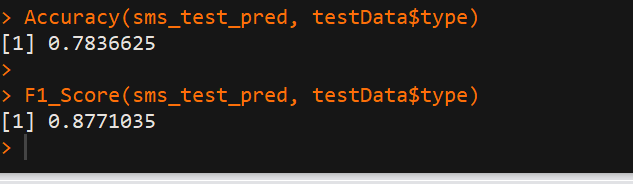 > Accuracy(sms_test_pred, testData$type)
[1] 0.7836625
>
> F1_Score(sms_test_pred, testData$type)
[1] 0.8771035
>